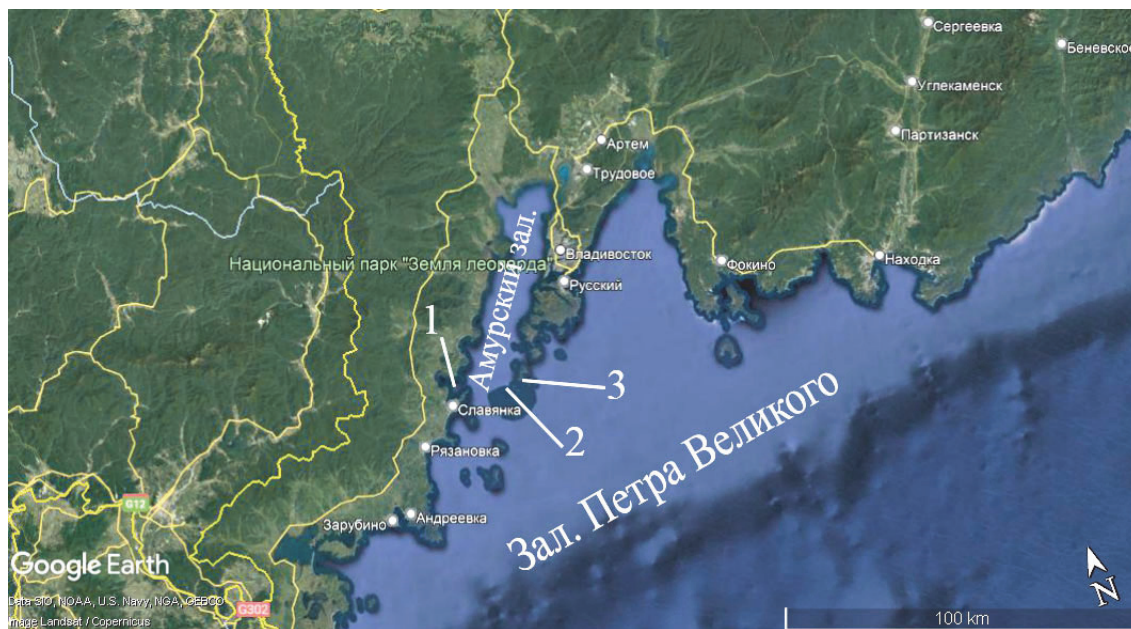 Сергеевка
Беневское
Углекаменск
Партизанск
Артем
Трудовое
Амурский зал.
Владивосток
Национальный парк "Земля леопарда"
Фокино
Находка
Русский
1
3
Славянка
2
Рязановка
Зал. Петра Великого
G12
Андреевка
Зарубино
Google Earth
N
Data SIO, NOAA, U.S. Navy, NGA, GEBCO
G302
100 km
Image Landsat / Copernicus